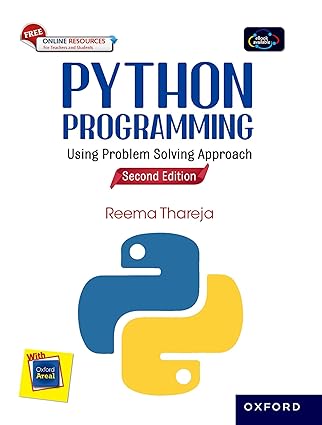 FREE
ONLINE RESOURCES
For Teachers and Students
eBook
available
PYTHON
PROGRAMMING
Using Problem Solving Approach
Second Edition
Reema Thareja
With
Oxford
Areal
OXFORD